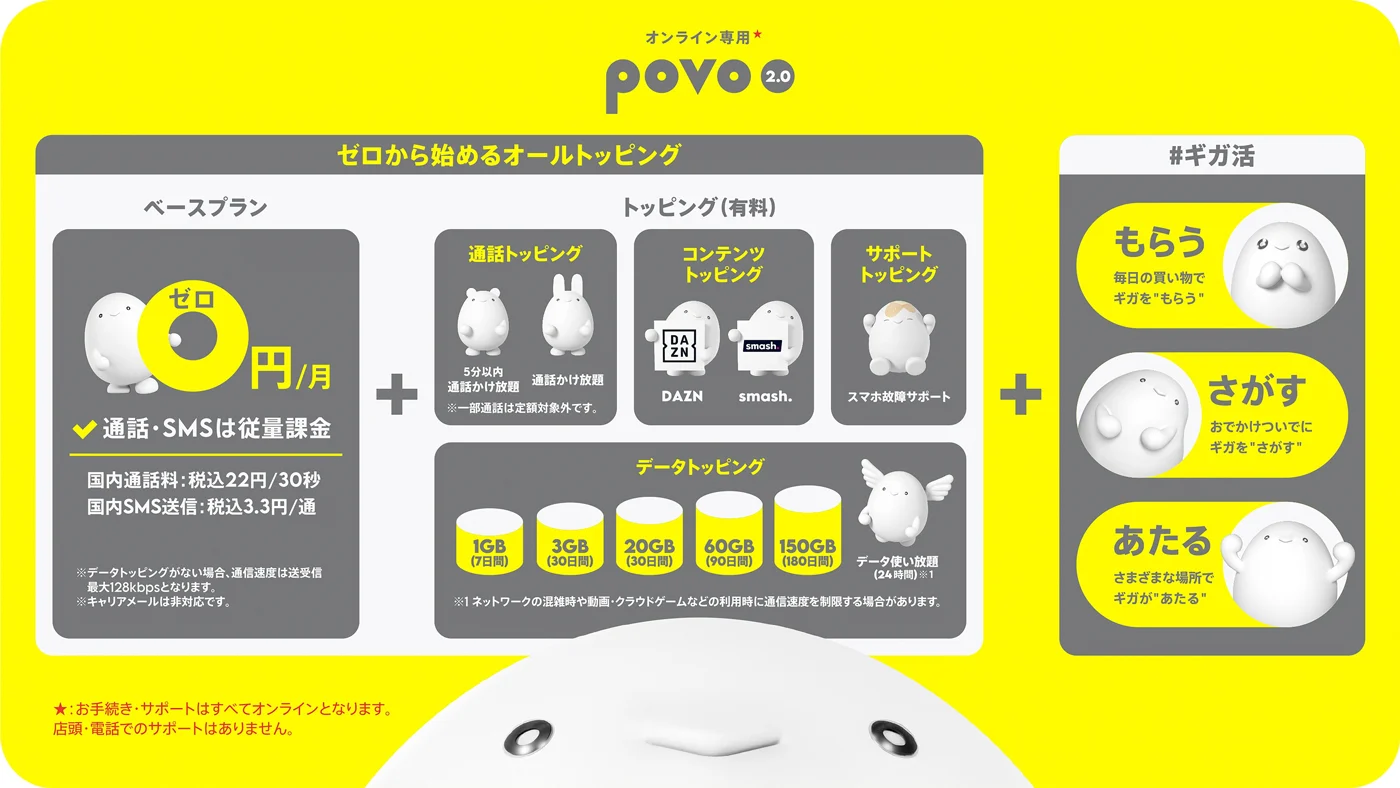 オンライン専用★
povo 2.0
ゼロから始めるオールトッピング
ベースプラン
ゼロ
0円/月
通話・SMSは従量課金
国内通話料:税込22円/30秒
国内SMS送信:税込3.3円/通
※データトッピングがない場合、通信速度は送受信
最大128kbpsとなります。
※キャリアメールは非対応です。
+
トッピング(有料)
通話トッピング
5分以内
通話かけ放題
通話かけ放題
※一部通話は定額対象外です。
コンテンツ
トッピング
DA
ZN
smash.
DAZN
smash.
サポート
トッピング
スマホ故障サポート
データトッピング
1GB
(7日間)
3GB
(30日間)
20GB
(30日間)
60GB
(90日間)
150GB
(180日間)
データ使い放題
(24時間)※1
※1 ネットワークの混雑時や動画・クラウドゲームなどの利用時に通信速度を制限する場合があります。
+
#ギガ活
もらう
毎日の買い物で
ギガを"もらう"
さがす
おでかけついでに
ギガを"さがす"
あたる
さまざまな場所で
ギガが"あたる"
★:お手続き・サポートはすべてオンラインとなります。
店頭・電話でのサポートはありません。